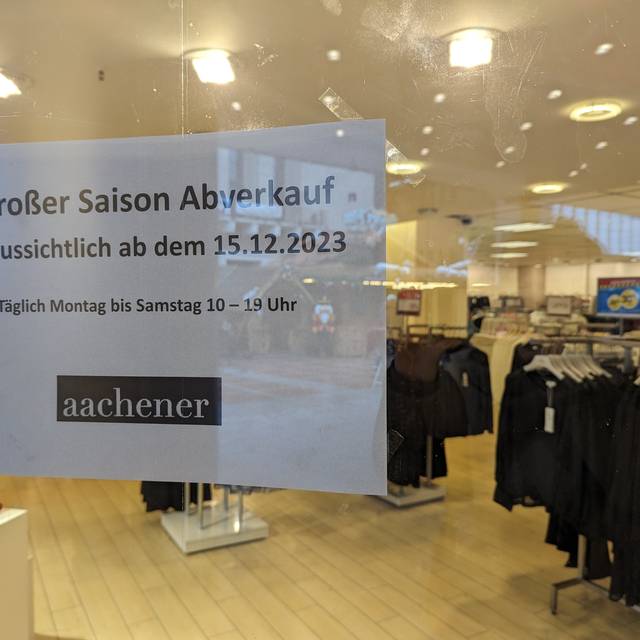 roßer Saison Abverkauf
ussichtlich ab dem 15.12.2023
Täglich Montag bis Samstag 10 – 19 Uhr
aachener